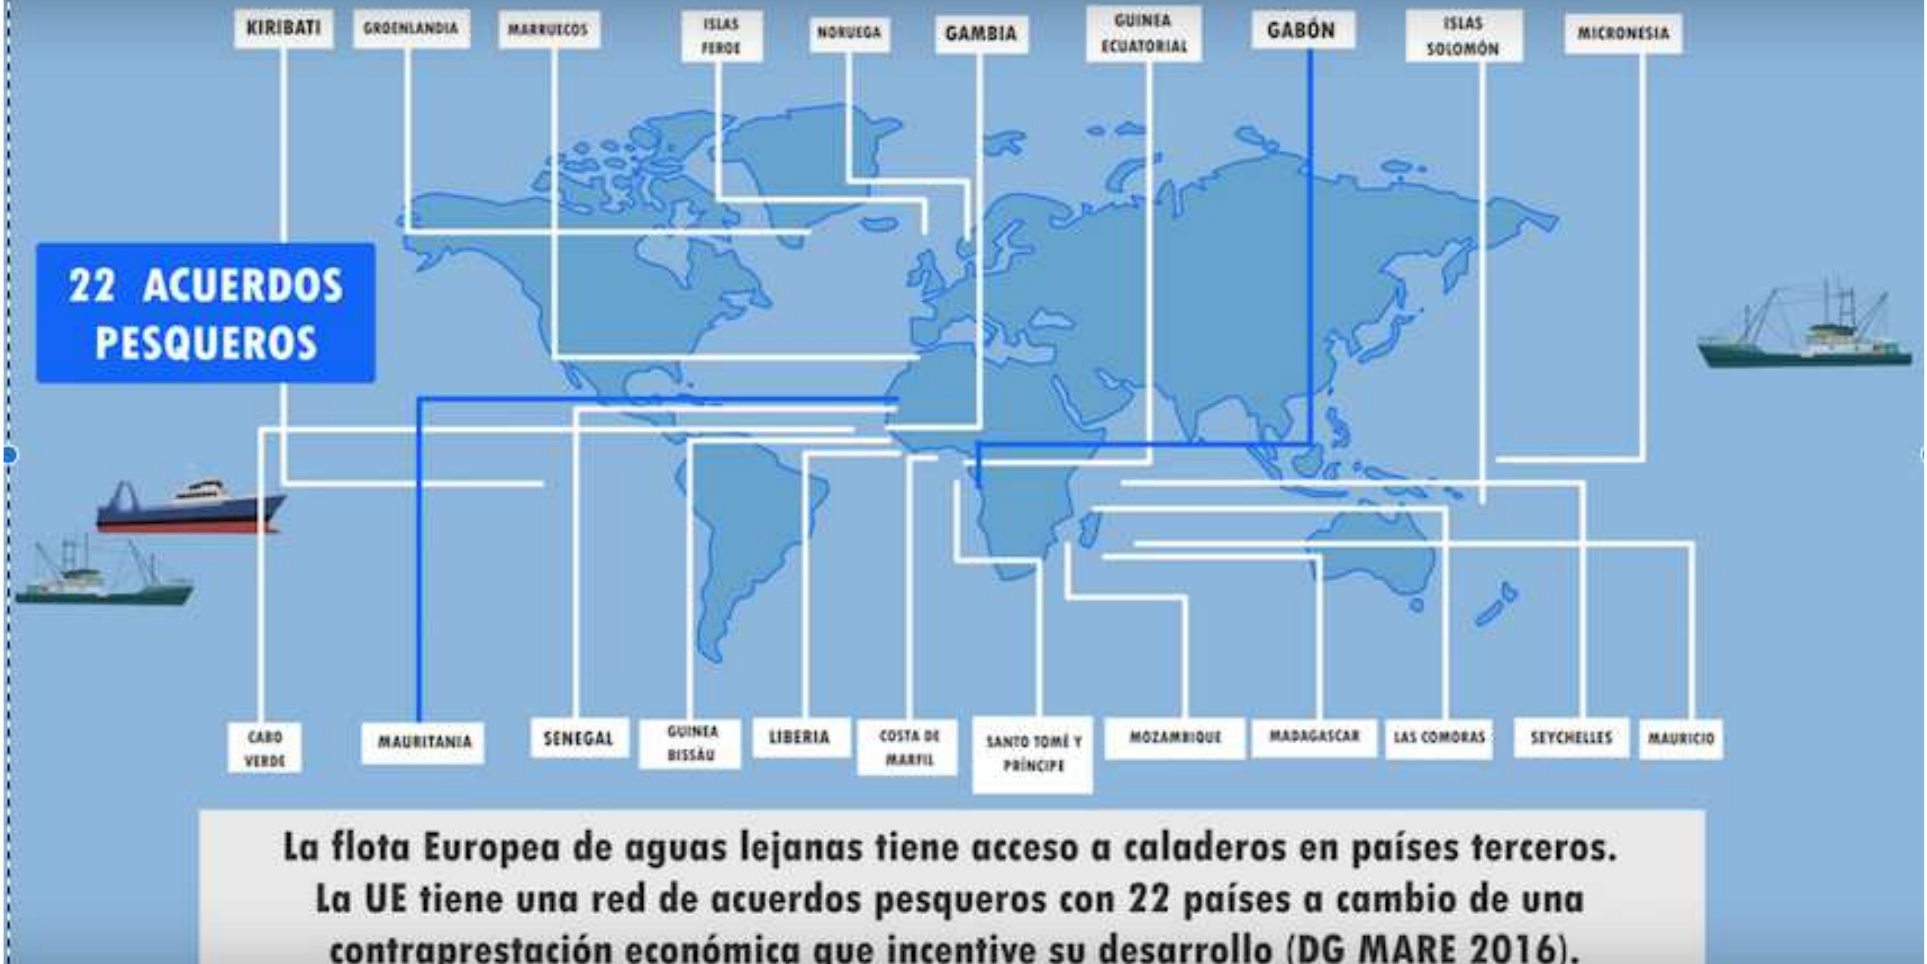 KIRIBATI
GROENLANDIA
MARRUECOS
ISLAS
FEROE
NORUEGA
GAMBIA
GUINEA
ECUATORIAL
GABÓN
ISLAS
SOLOMÓN
MICRONESIA
22 ACUERDOS
PESQUEROS
CABO
VERDE
MAURITANIA
SENEGAL
GUINEA
BISSÁU
LIBERIA
COSTA DE
MARFIL
SANTO TOMÉ Y
PRÍNCIPE
MOZAMBIQUE
MADAGASCAR
LAS COMORAS
SEYCHELLES
MAURICIO
La flota Europea de aguas lejanas tiene acceso a caladeros en países terceros.
La UE tiene una red de acuerdos pesqueros con 22 países a cambio de una
contraprestación económica que incentive su desarrollo (DG MARE 2016).